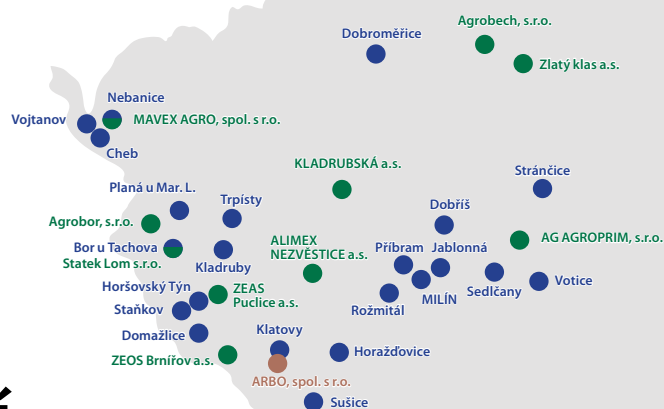 Agrobech, s.r.o.
Dobroměřice
Zlatý klas a.s.
Nebanice
Vojtanov
MAVEX AGRO, spol. s r.o.
Cheb
KLADRUBSKÁ a.s.
Stránčice
Planá u Mar. L.
Trpísty
Dobříš
Agrobor, s.r.o.
AG AGROPRIM, s.r.o.
Bor u Tachova
Statek Lom s.r.o.
Kladruby
ALIMEX
NEZVĚSTICE a.s.
Příbram
Jablonná
Horšovský Týn
ZEAS
Puclice a.s.
Sedlčany
Votice
MILÍN
Rožmitál
Staňkov
Domažlice
Klatovy
Horažďovice
ZEOS Brnířov a.s.
ARBO, spol. s r.o.
Sušice